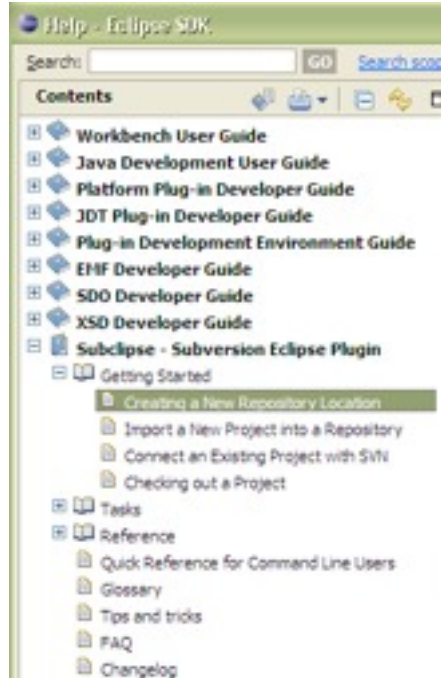 Help - Eclipse SDK
Search: GO Search scop
Contents
Workbench User Guide
Java Development User Guide
Platform Plug-in Developer Guide
JDT Plug-in Developer Guide
Plug-in Development Environment Guide
EMF Developer Guide
SDO Developer Guide
XSD Developer Guide
Subclipse - Subversion Eclipse Plugin
Getting Started
Creating a New Repository Location
Import a New Project into a Repository
Connect an Existing Project with SVN
Checking out a Project
Tasks
Reference
Quick Reference for Command Line Users
Glossary
Tips and tricks
FAQ
Changelog